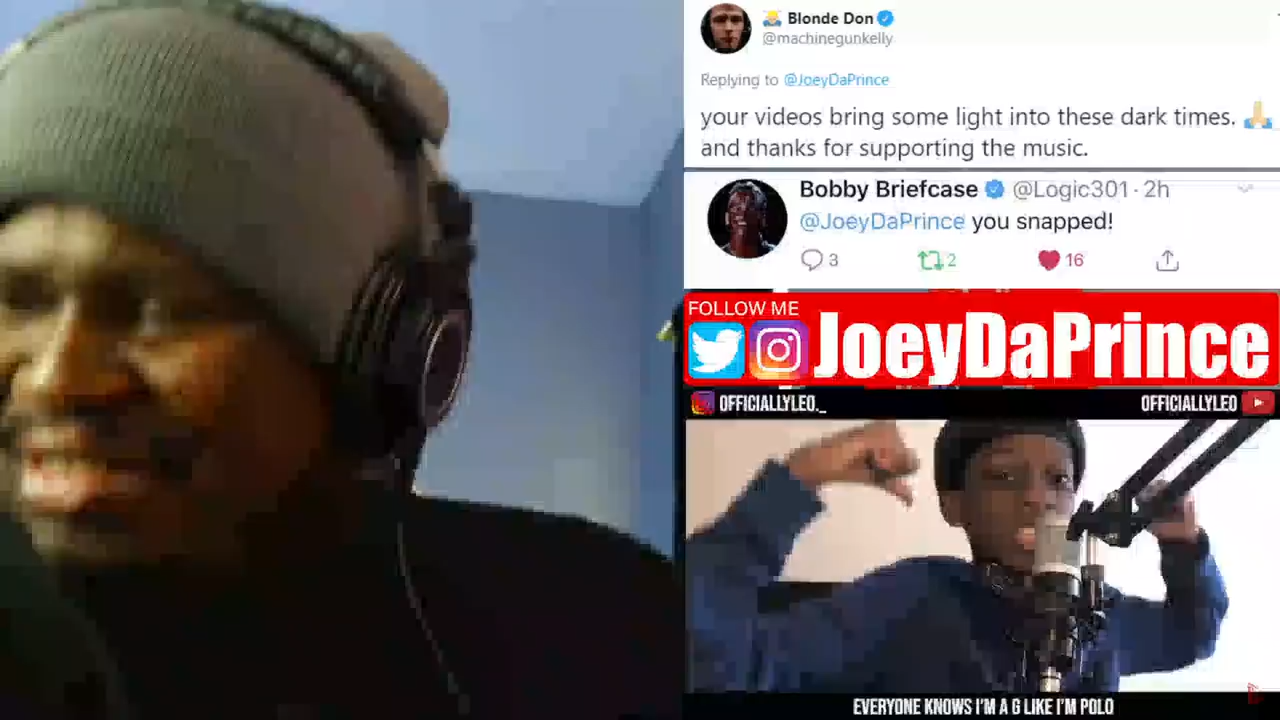 Blonde Don
@machinegunkelly
Replying to @JoeyDaPrince
your videos bring some light into these dark times. 🙏
and thanks for supporting the music.
Bobby Briefcase @Logic301 · 2h
@JoeyDaPrince you snapped!
3 2 16
FOLLOW ME
JoeyDaPrince
OFFICIALLYLEO._
OFFICIALLYLEO
EVERYONE KNOWS I'M A G LIKE I'M POLO